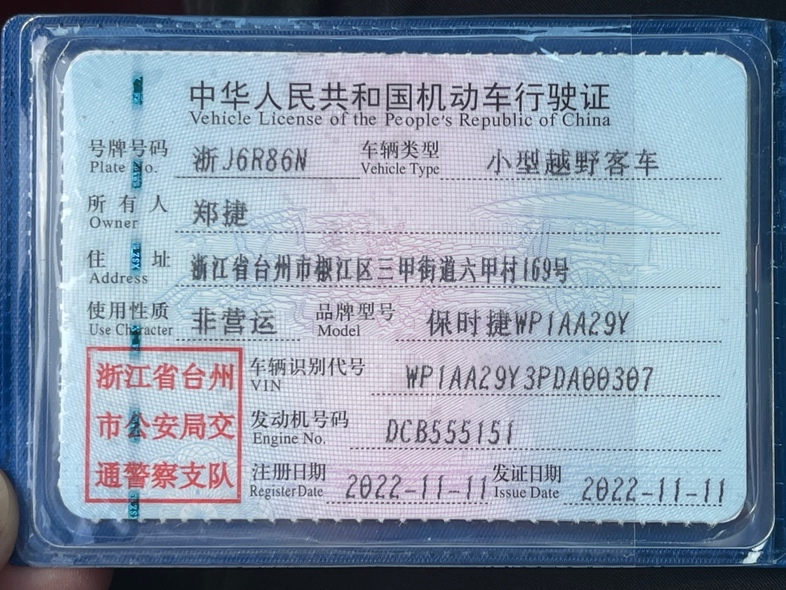 中华人民共和国机动车行驶证
Vehicle License of the People's Republic of China
号牌号码 浙J6R86N 车辆类型 小型越野客车
Plate No. Vehicle Type
所有人 郑捷
Owner
住址 浙江省台州市椒江区三甲街道六甲村169号
Address
使用性质 非营运 品牌型号 保时捷WP1AA29Y
Use Character Model
浙江省台州 车辆识别代号 WP1AA29Y3PDA00307
VIN
市公安局交 发动机号码 DCB555151
Engine No.
通警察支队 注册日期 2022-11-11 发证日期 2022-11-11
Register Date Issue Date